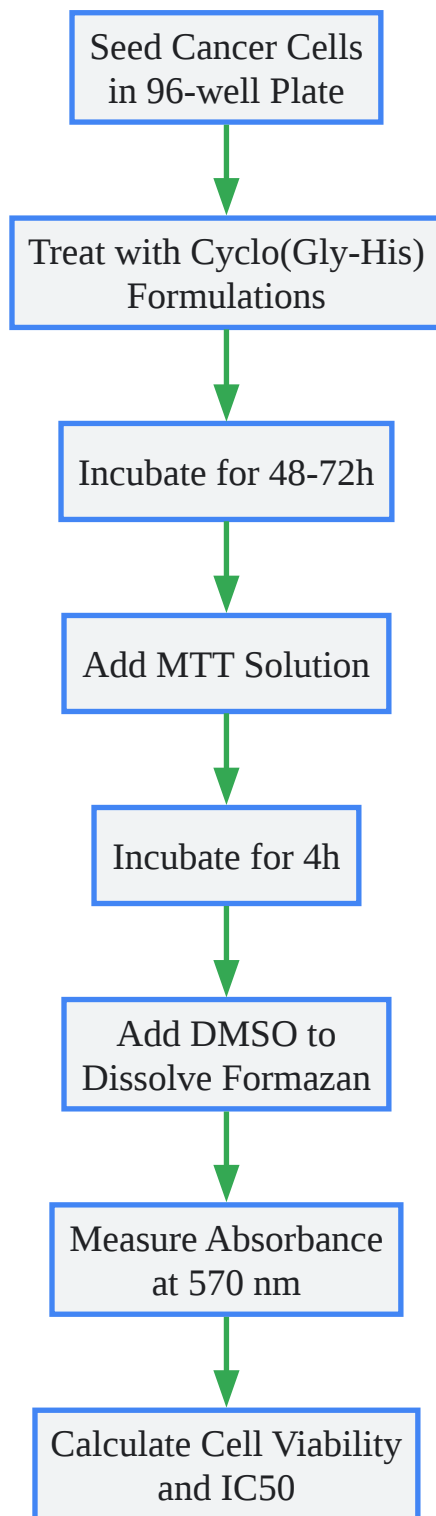 Seed Cancer Cells
in 96-well Plate
Treat with Cyclo(Gly-His)
Formulations
Incubate for 48-72h
Add MTT Solution
Incubate for 4h
Add DMSO to
Dissolve Formazan
Measure Absorbance
at 570 nm
Calculate Cell Viability
and IC50